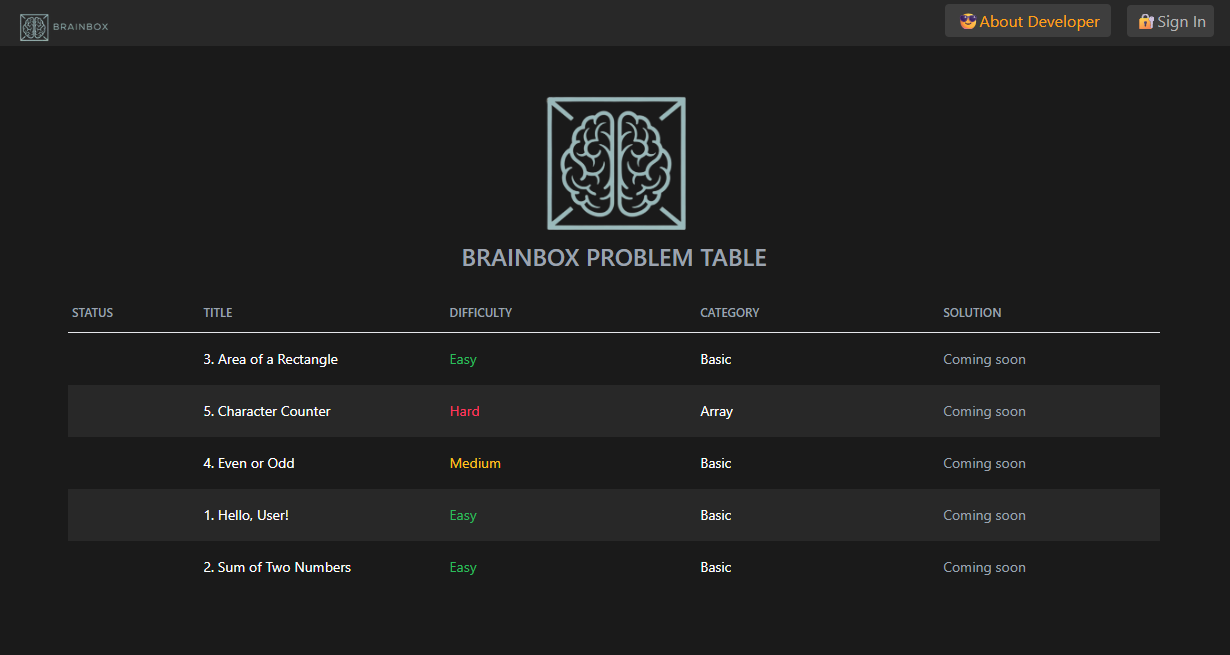 BRAINBOX
😎About Developer
🔐Sign In
BRAINBOX PROBLEM TABLE
STATUS TITLE DIFFICULTY CATEGORY SOLUTION
3. Area of a Rectangle Easy Basic Coming soon
5. Character Counter Hard Array Coming soon
4. Even or Odd Medium Basic Coming soon
1. Hello, User! Easy Basic Coming soon
2. Sum of Two Numbers Easy Basic Coming soon